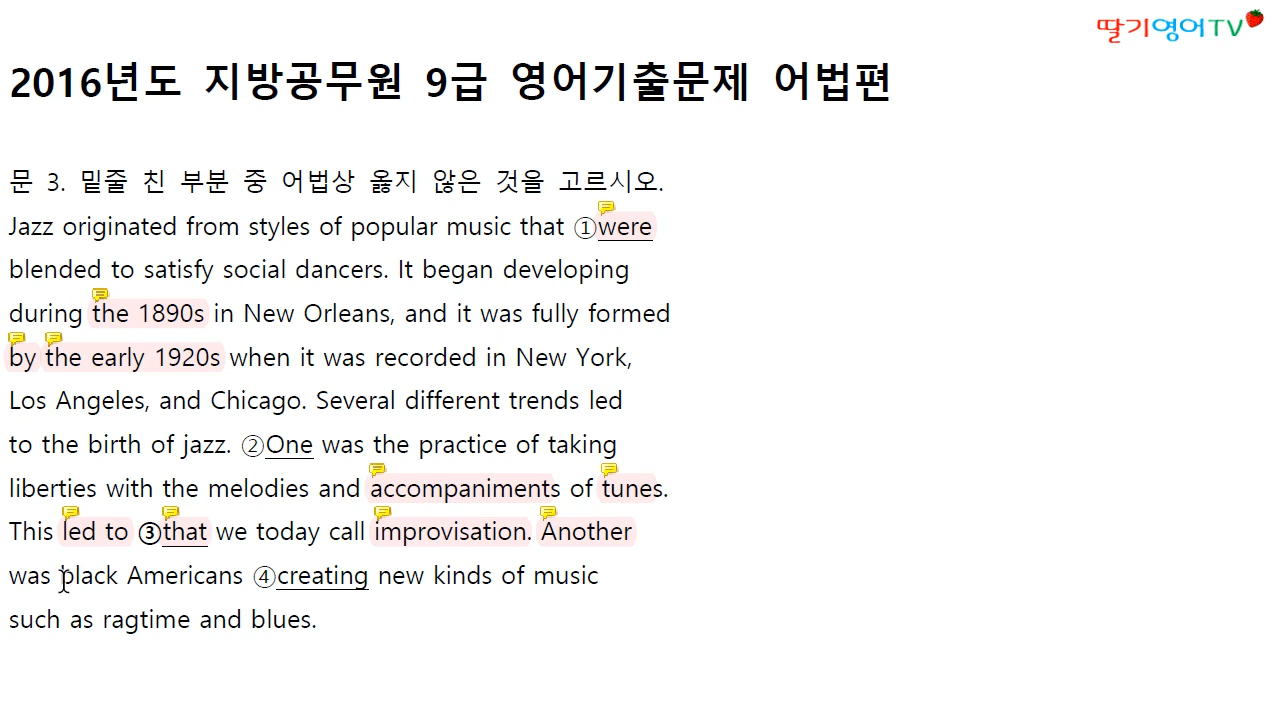 딸기영어TV
2016년도 지방공무원 9급 영어기출문제 어법편
문 3. 밑줄 친 부분 중 어법상 옳지 않은 것을 고르시오.
Jazz originated from styles of popular music that ①were
blended to satisfy social dancers. It began developing
during the 1890s in New Orleans, and it was fully formed
by the early 1920s when it was recorded in New York,
Los Angeles, and Chicago. Several different trends led
to the birth of jazz. ②One was the practice of taking
liberties with the melodies and accompaniments of tunes.
This led to ③that we today call improvisation. Another
was black Americans ④creating new kinds of music
such as ragtime and blues.